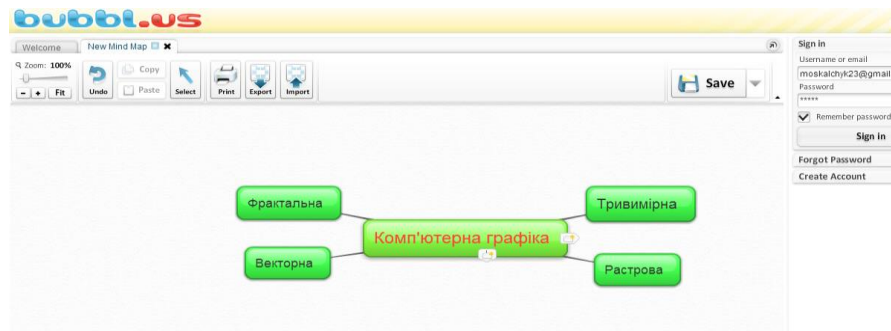 bubbl.us
Welcome
New Mind Map
Zoom: 100%
- + Fit
Undo
Copy
Paste
Select
Print
Export
Import
Save
Sign in
Username or email
moskalchyk23@gmail
Password
*****
Remember password
Sign in
Forgot Password
Create Account
Фрактальна
Тривимірна
Комп'ютерна графіка
Векторна
Растрова